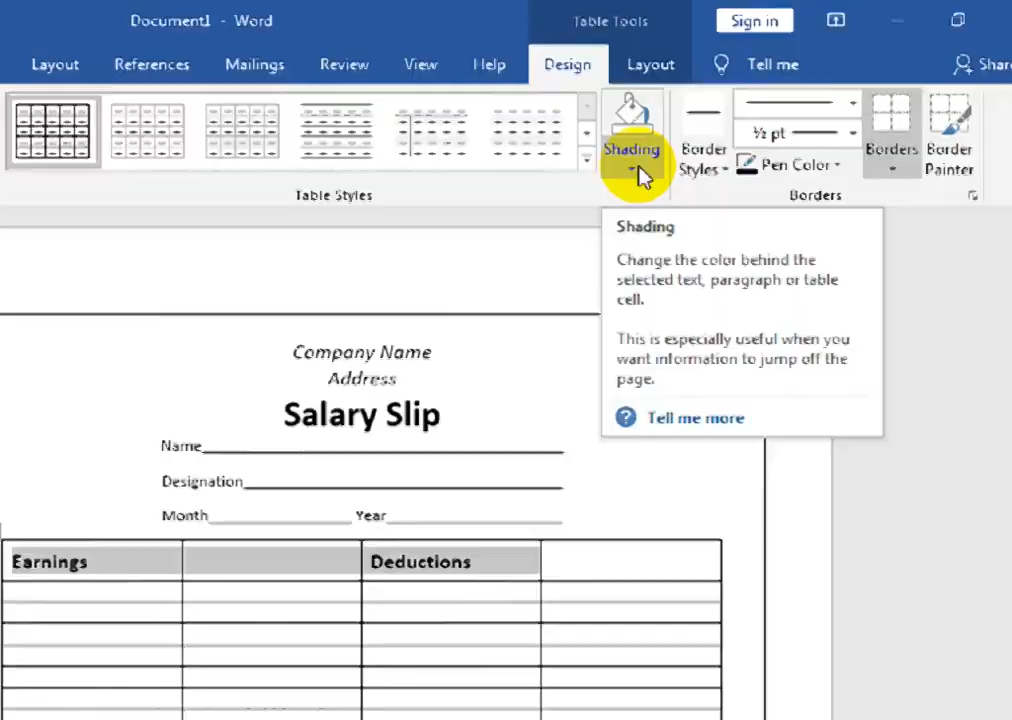 Document1 - Word
Table Tools
Sign in
Layout
References
Mailings
Review
View
Help
Design
Layout
Tell me
Shar
Shading
Border
Styles
½ pt
Pen Color
Borders
Border
Painter
Table Styles
Borders
Shading
Change the color behind the
selected text, paragraph or table
cell.
This is especially useful when you
want information to jump off the
page.
Tell me more
Company Name
Address
Salary Slip
Name
Designation
Month
Year
Earnings
Deductions